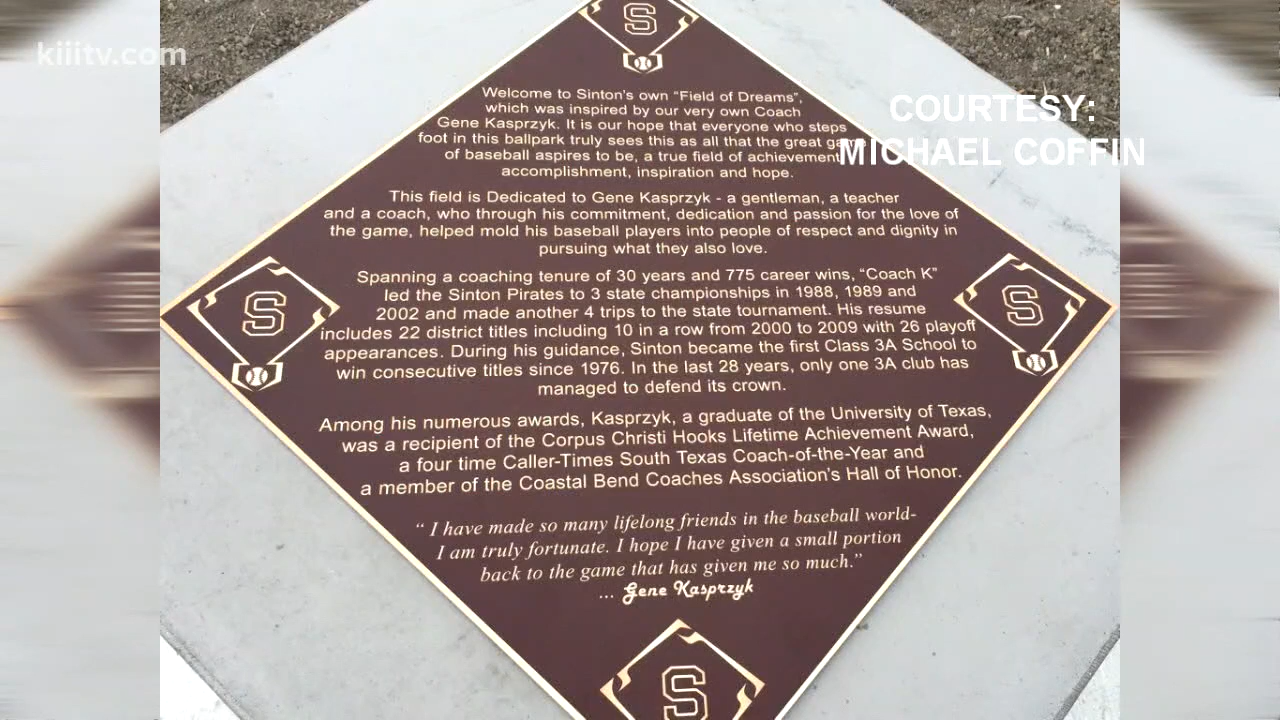 kiiitv.com
COURTESY:
MICHAEL COFFIN
S
Welcome to Sinton's own "Field of Dreams",
which was inspired by our very own Coach
Gene Kasprzyk. It is our hope that everyone who steps
foot in this ballpark truly sees this as all that the great game
of baseball aspires to be, a true field of achievement
accomplishment, inspiration and hope.
This field is Dedicated to Gene Kasprzyk - a gentleman, a teacher
and a coach, who through his commitment, dedication and passion for the love of
the game, helped mold his baseball players into people of respect and dignity in
pursuing what they also love.
Spanning a coaching tenure of 30 years and 775 career wins, "Coach K"
led the Sinton Pirates to 3 state championships in 1988, 1989 and
2002 and made another 4 trips to the state tournament. His resume
includes 22 district titles including 10 in a row from 2000 to 2009 with 26 playoff
appearances. During his guidance, Sinton became the first Class 3A School to
win consecutive titles since 1976. In the last 28 years, only one 3A club has
managed to defend its crown.
S
S
Among his numerous awards, Kasprzyk, a graduate of the University of Texas,
was a recipient of the Corpus Christi Hooks Lifetime Achievement Award,
a four time Caller-Times South Texas Coach-of-the-Year and
a member of the Coastal Bend Coaches Association's Hall of Honor.
" I have made so many lifelong friends in the baseball world-
I am truly fortunate. I hope I have given a small portion
back to the game that has given me so much."
... Gene Kasprzyk
S